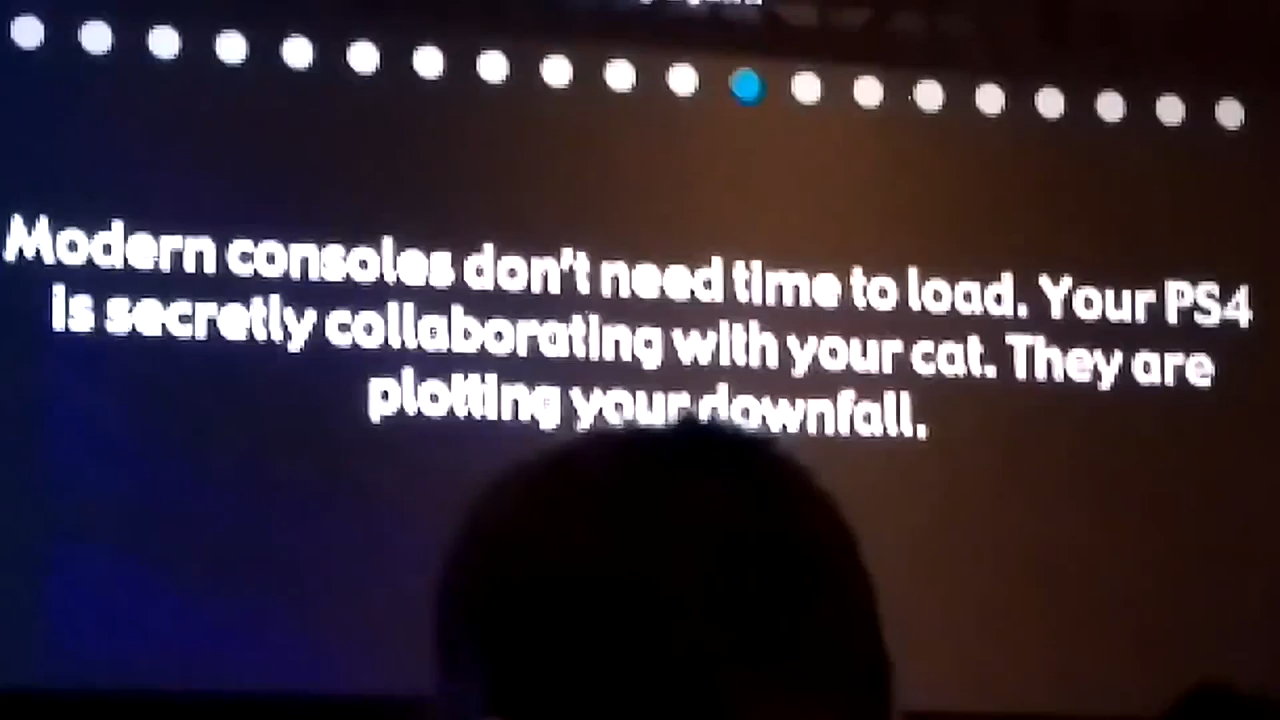 Modern consoles don't need time to load. Your PS4
is secretly collaborating with your cat. They are
plotting your downfall.